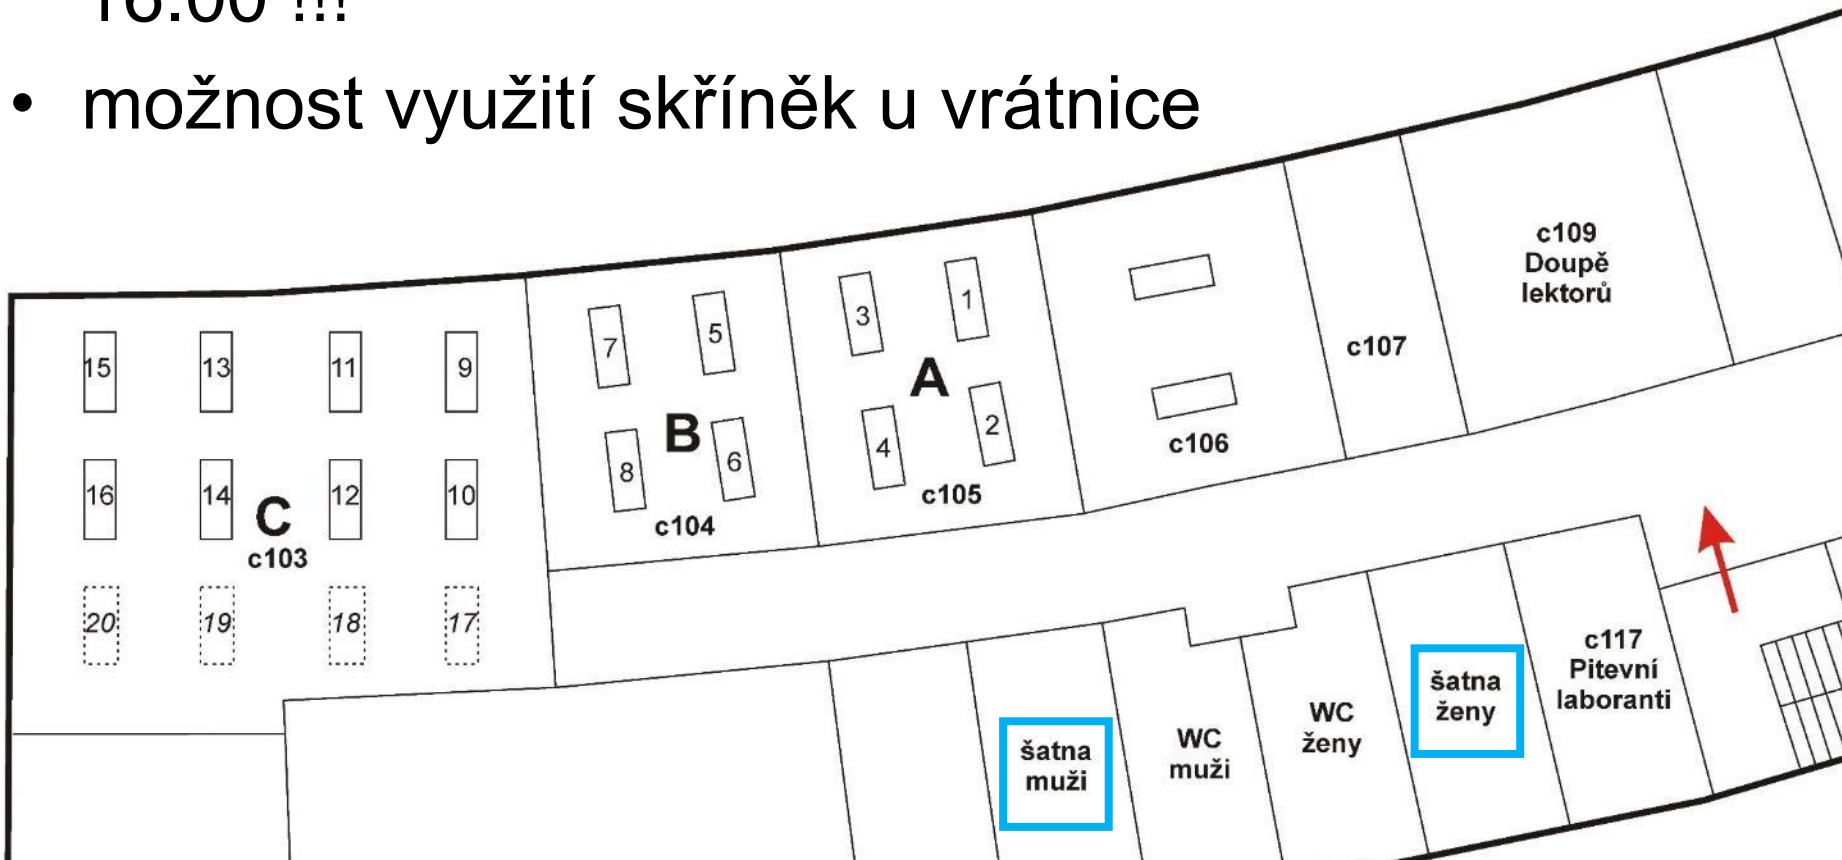 16:00 !!!
• možnost využití skříněk u vrátnice
c109
Doupě
lektorů
c107
c106
1
3
A
2
4
c105
5
7
B
6
8
c104
15
13
11
9
16
14
12
10
C
c103
20
19
18
17
c117
Pitevní
laboranti
šatna
ženy
WC
ženy
WC
muži
šatna
muži